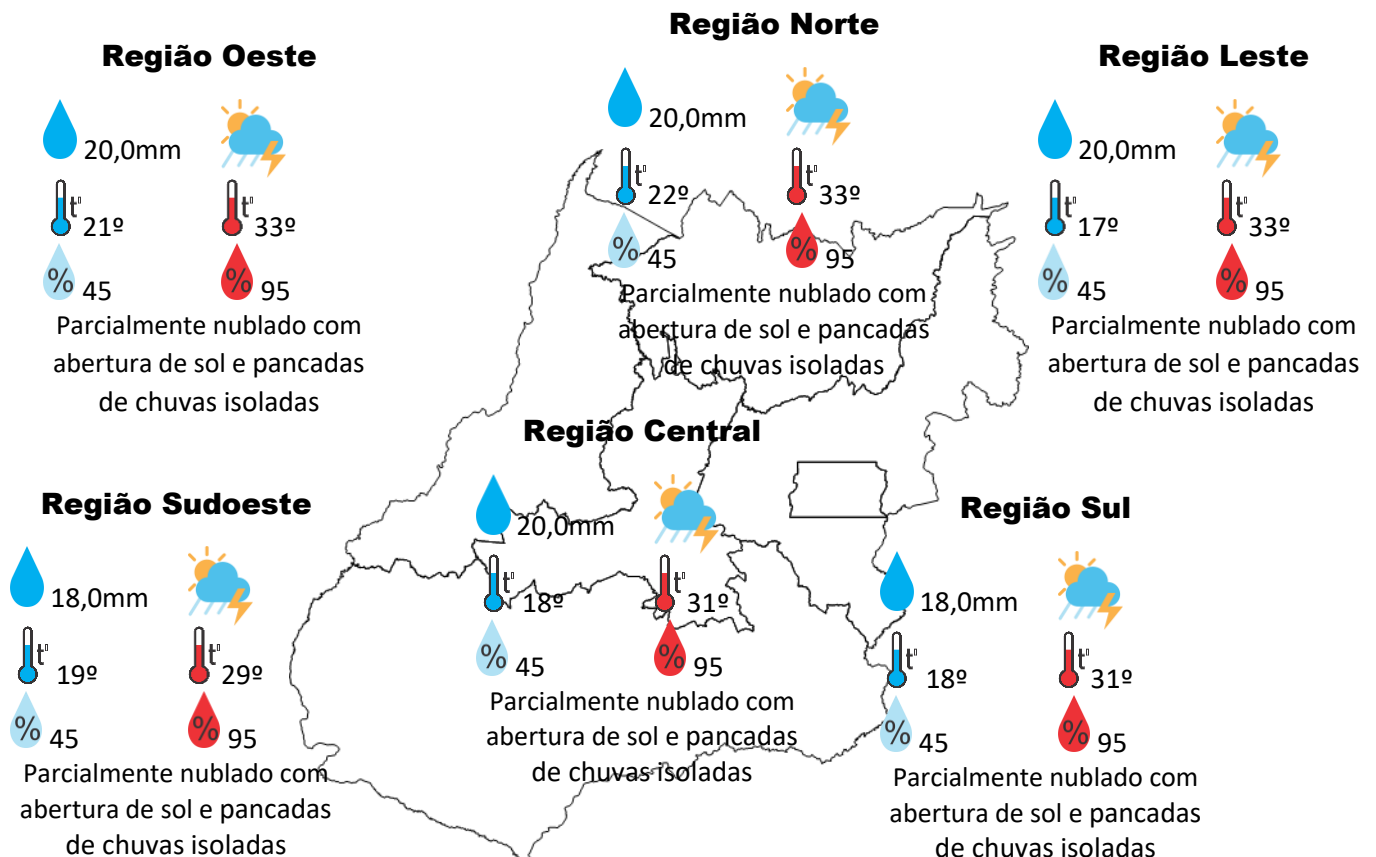 Região Oeste
20,0mm
t°
21º
t°
33º
%
45
%
95
Parcialmente nublado com
abertura de sol e pancadas
de chuvas isoladas
Região Norte
20,0mm
t°
22º
t°
33º
%
45
%
95
Parcialmente nublado com
abertura de sol e pancadas
de chuvas isoladas
Região Leste
20,0mm
t°
17º
t°
33º
%
45
%
95
Parcialmente nublado com
abertura de sol e pancadas
de chuvas isoladas
Região Sudoeste
18,0mm
t°
19º
t°
29º
%
45
%
95
Parcialmente nublado com
abertura de sol e pancadas
de chuvas isoladas
Região Central
20,0mm
t°
18º
t°
31º
%
45
%
95
Parcialmente nublado com
abertura de sol e pancadas
de chuvas isoladas
Região Sul
18,0mm
t°
18º
t°
31º
%
45
%
95
Parcialmente nublado com
abertura de sol e pancadas
de chuvas isoladas